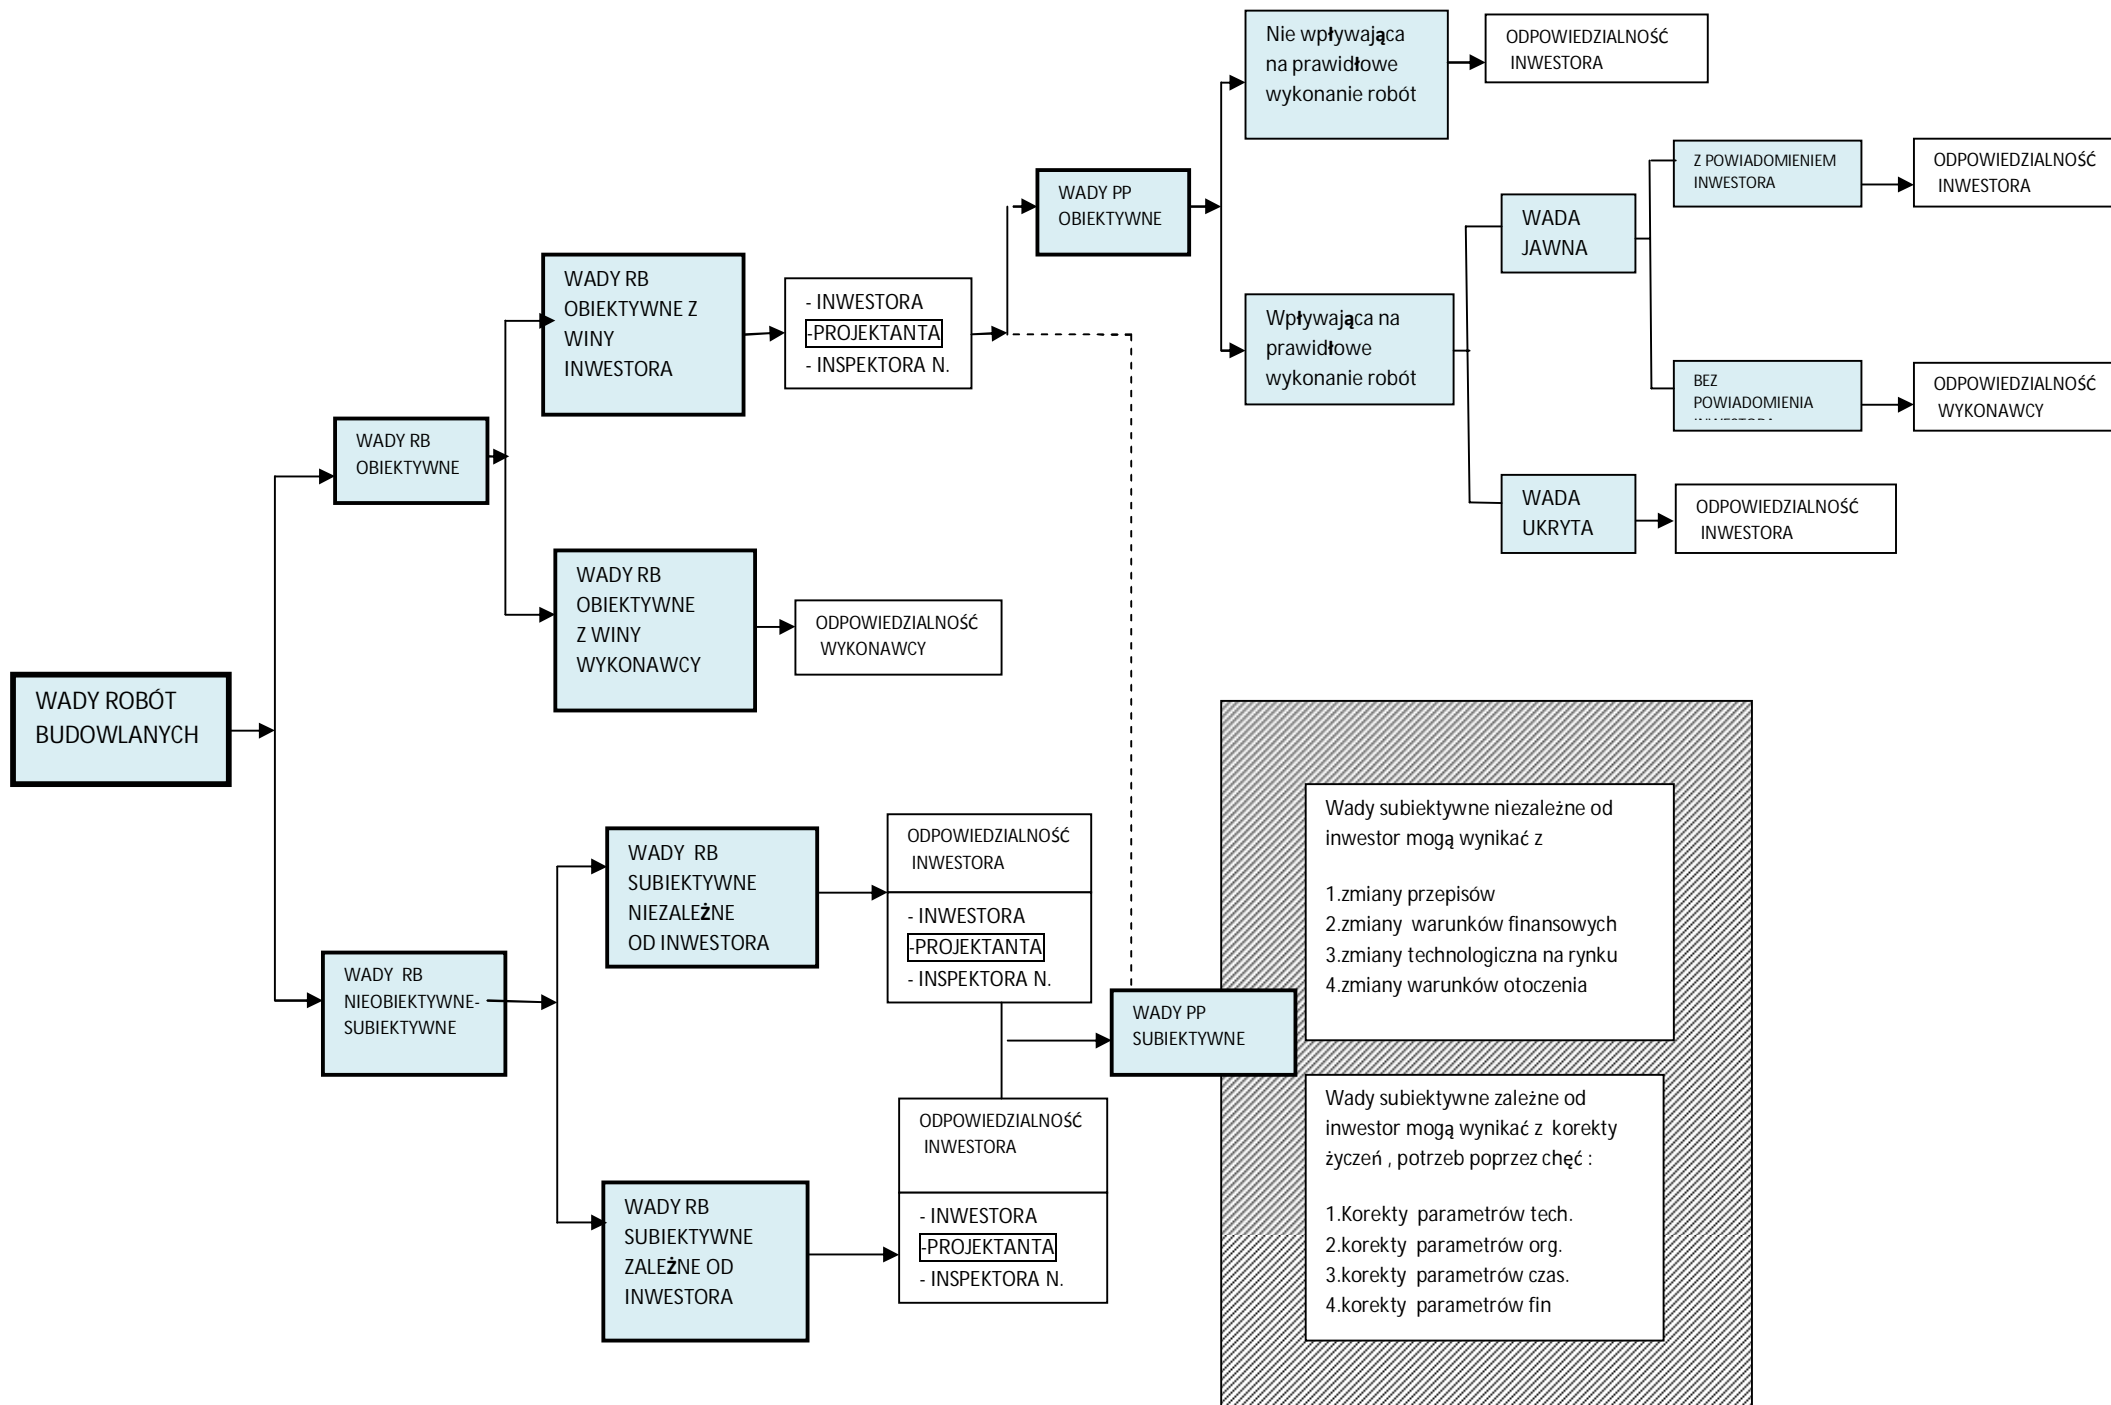 Nie wpływająca
na prawidłowe
wykonanie robót
ODPOWIEDZIALNOŚĆ
INWESTORA
Z POWIADOMIENIEM
INWESTORA
ODPOWIEDZIALNOŚĆ
INWESTORA
WADY PP
OBIEKTYWNE
WADA
JAWNA
WADY RB
OBIEKTYWNE Z
WINY
INWESTORA
- INWESTORA
-PROJEKTANTA
- INSPEKTORA N.
Wpływająca na
prawidłowe
wykonanie robót
BEZ
POWIADOMIENIA
ODPOWIEDZIALNOŚĆ
WYKONAWCY
WADY RB
OBIEKTYWNE
WADA
UKRYTA
ODPOWIEDZIALNOŚĆ
INWESTORA
WADY RB
OBIEKTYWNE
Z WINY
WYKONAWCY
ODPOWIEDZIALNOŚĆ
WYKONAWCY
WADY ROBÓT
BUDOWLANYCH
WADY RB
SUBIEKTYWNE
NIEZALEŻNE
OD INWESTORA
ODPOWIEDZIALNOŚĆ
INWESTORA
- INWESTORA
-PROJEKTANTA
- INSPEKTORA N.
Wady subiektywne niezależne od
inwestor mogą wynikać z
1.zmiany przepisów
2.zmiany warunków finansowych
3.zmiany technologiczna na rynku
4.zmiany warunków otoczenia
WADY RB
NIEOBIEKTYWNE-
SUBIEKTYWNE
WADY PP
SUBIEKTYWNE
ODPOWIEDZIALNOŚĆ
INWESTORA
- INWESTORA
-PROJEKTANTA
- INSPEKTORA N.
WADY RB
SUBIEKTYWNE
ZALEŻNE OD
INWESTORA
Wady subiektywne zależne od
inwestor mogą wynikać z korekty
życzeń , potrzeb poprzez chęć :
1.Korekty parametrów tech.
2.korekty parametrów org.
3.korekty parametrów czas.
4.korekty parametrów fin